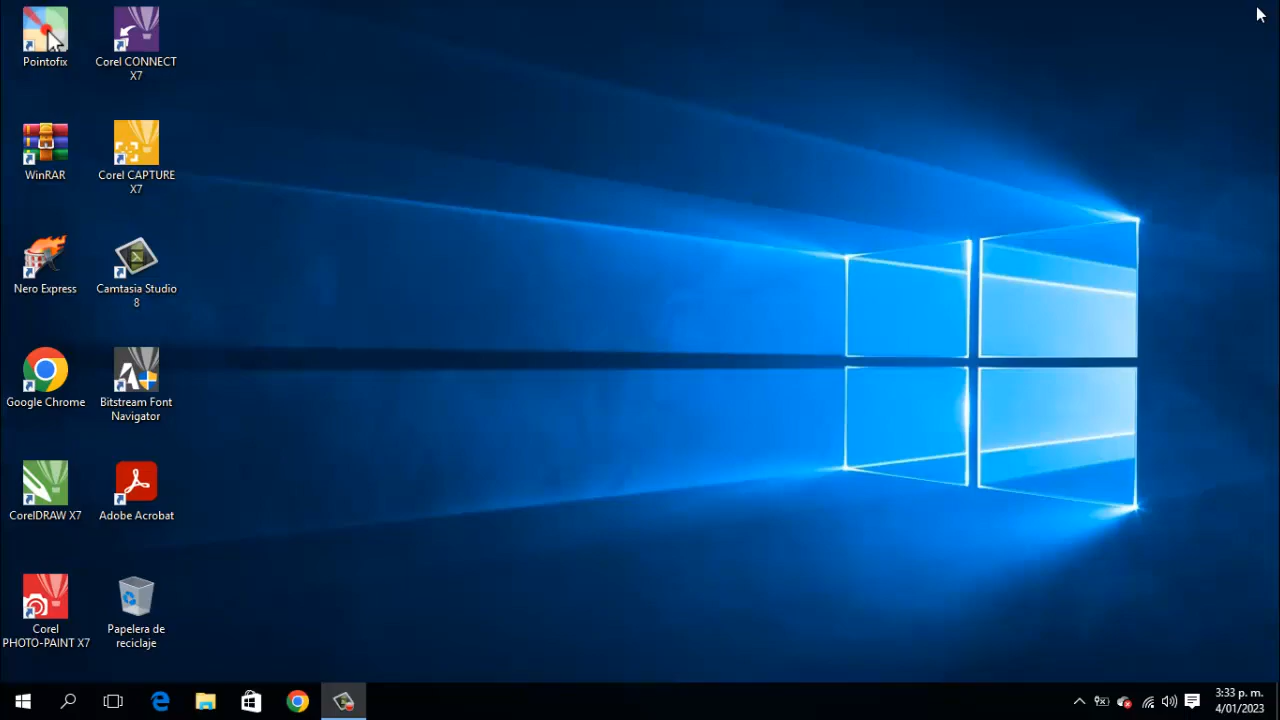 Pointofix
Corel CONNECT
X7
WinRAR
Corel CAPTURE
X7
Nero Express
Camtasia Studio
8
Google Chrome
Bitstream Font
Navigator
CorelDRAW X7
Adobe Acrobat
Corel
PHOTO-PAINT X7
Papelera de
reciclaje
3:33 p. m.
4/01/2023